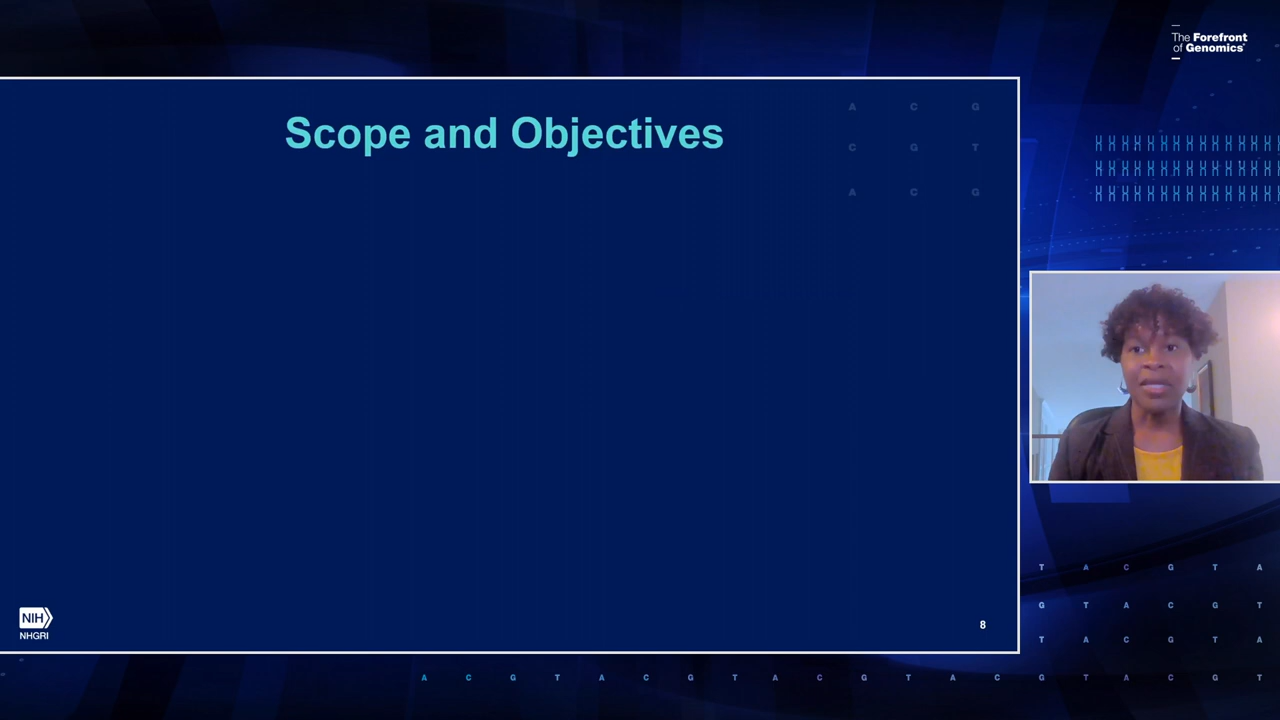 The Forefront
of Genomics®
Scope and Objectives
A C G
C G T
A C G
NIH
NHGRI
8
T A C G T A
G T A C G T
T A C G T A
A C G T A C G T A C G T A C G T A C G T